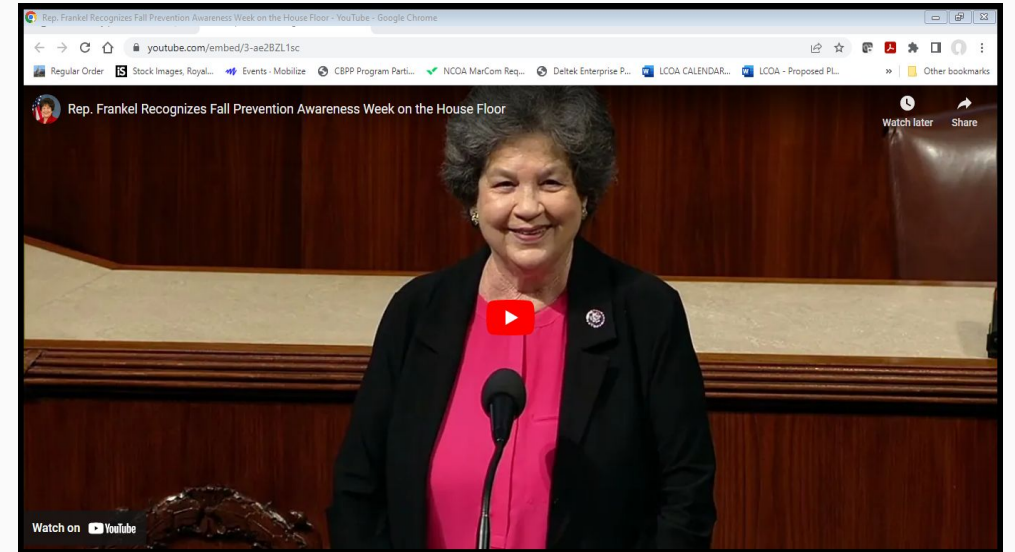 Rep. Frankel Recognizes Fall Prevention Awareness Week on the House Floor - YouTube - Google Chrome
youtube.com/embed/3-ae2BZL1sc
Regular Order iS Stock Images, Royal... Events - Mobilize CBPP Program Parti... NCOA MarCom Req... Deltek Enterprise P... LCOA CALENDAR... LCOA - Proposed Pl... » Other bookmarks
Rep. Frankel Recognizes Fall Prevention Awareness Week on the House Floor
Watch later Share
Watch on YouTube